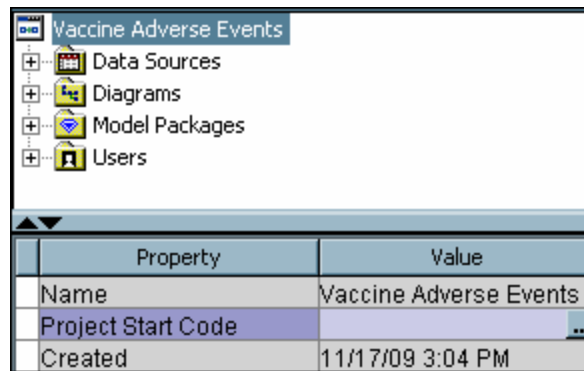 Vaccine Adverse Events
Data Sources
Diagrams
Model Packages
Users
Property Value
Name Vaccine Adverse Events
Project Start Code ...
Created 11/17/09 3:04 PM